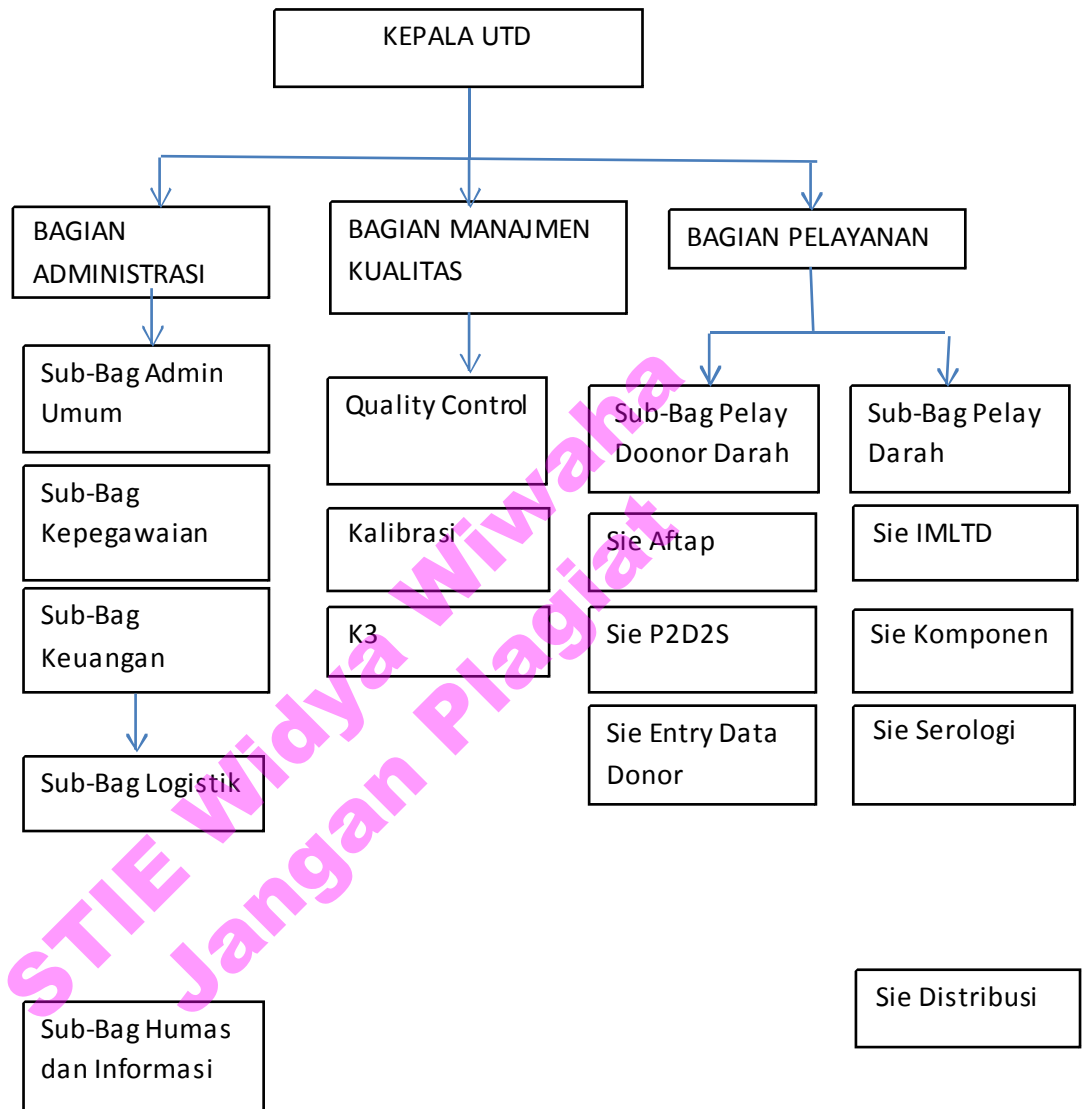 KEPALA UTD
BAGIAN
ADMINISTRASI
BAGIAN MANAJMEN
KUALITAS
BAGIAN PELAYANAN
Sub-Bag Admin
Umum
Sub-Bag
Kepegawaian
Sub-Bag
Keuangan
Sub-Bag Logistik
Sub-Bag Humas
dan Informasi
Quality Control
Kalibrasi
K3
Sub-Bag Pelay
Doonor Darah
Sie Aftap
Sie P2D2S
Sie Entry Data
Donor
Sub-Bag Pelay
Darah
Sie IMLTD
Sie Komponen
Sie Serologi
Sie Distribusi
STIE Widya Wiwaha
Jangan Plagiat